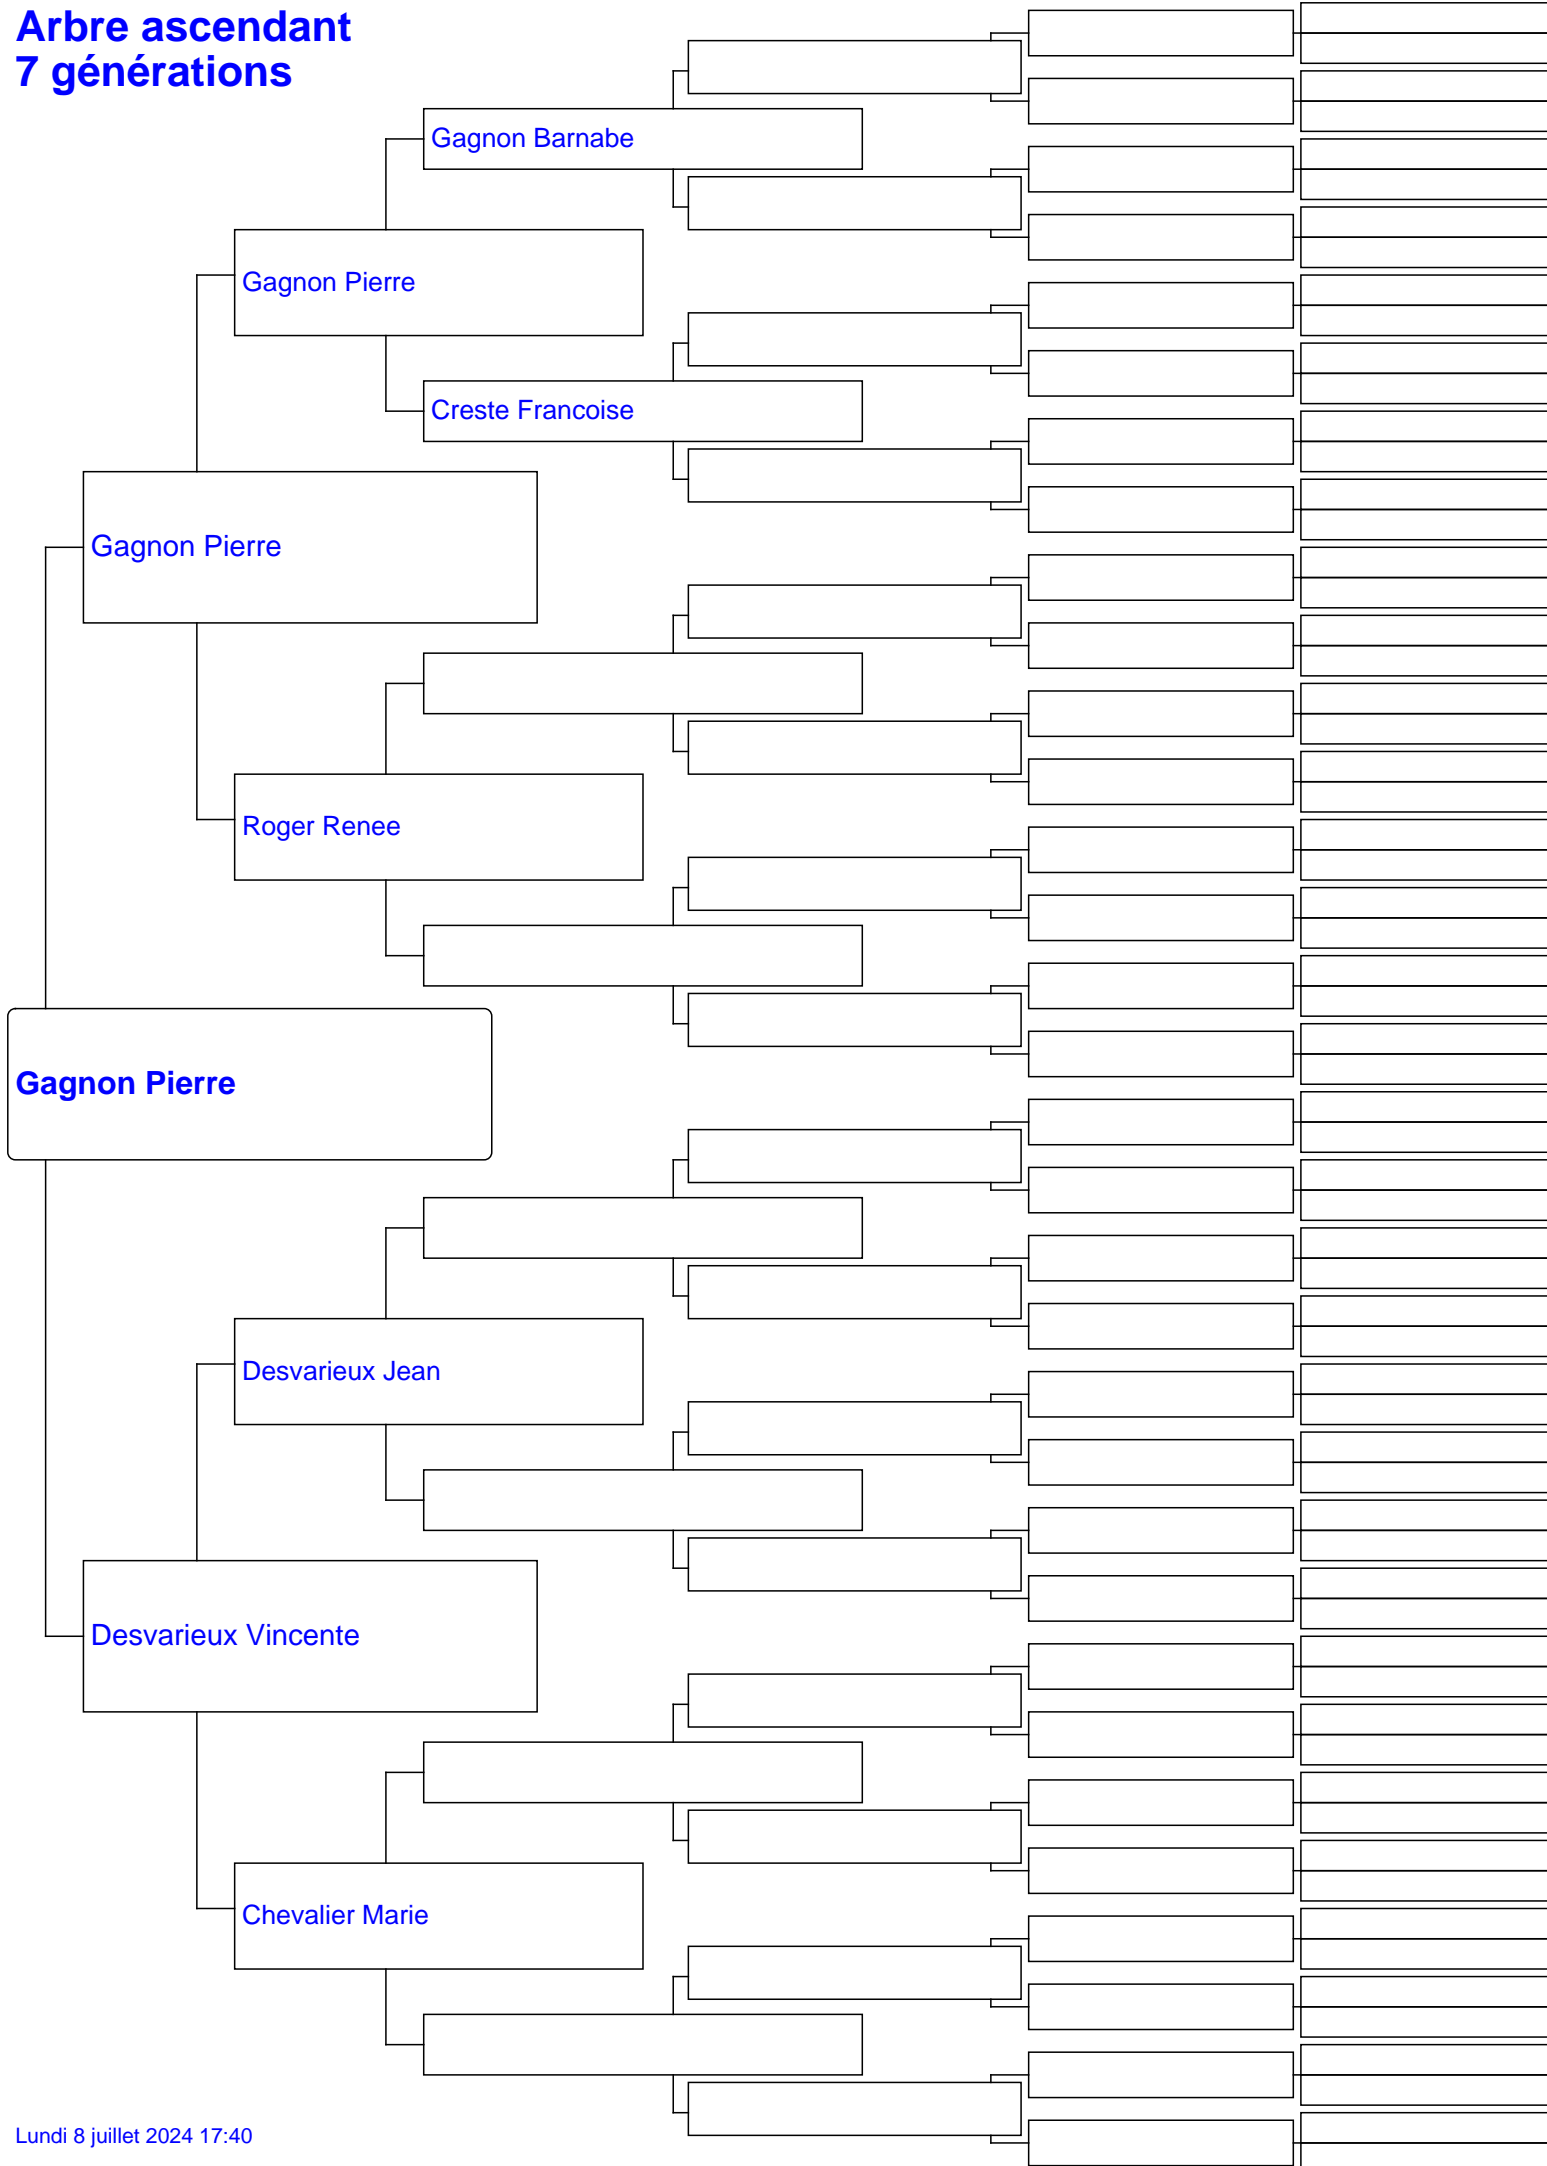 Arbre ascendant
7 générations
Gagnon Barnabe
Gagnon Pierre
Creste Francoise
Gagnon Pierre
Roger Renee
Gagnon Pierre
Desvarieux Jean
Desvarieux Vincente
Chevalier Marie
Lundi 8 juillet 2024 17:40